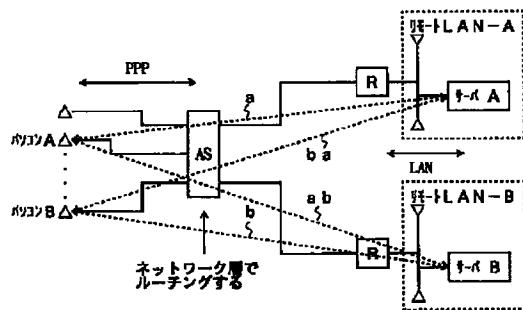 リモートLAN-A
PPP
R
サーバ A
a
パソコンA
AS
b a
LAN
a b
リモートLAN-B
パソコンB
b
R
サーバ B
ネットワーク層で
ルーチングする